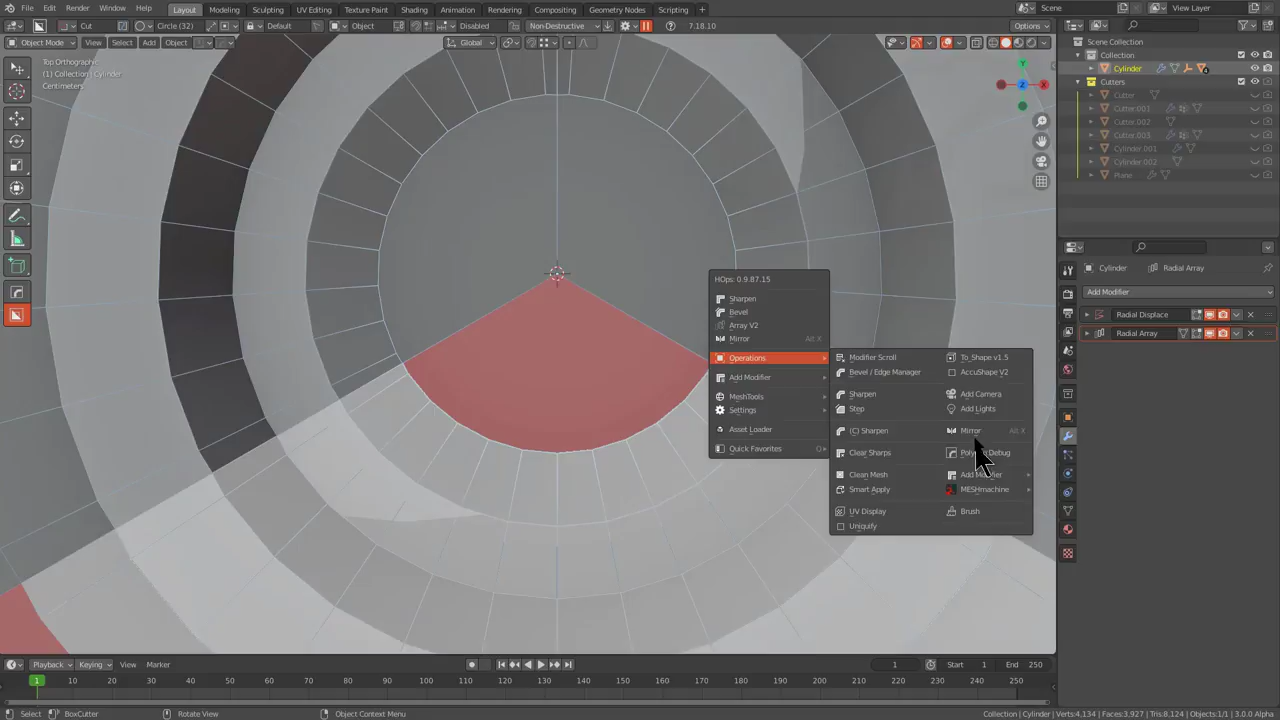 File Edit Render Window Help
Layout Modeling Sculpting UV Editing Texture Paint Shading Animation Rendering Compositing Geometry Nodes Scripting
Scene
View Layer
Cut
Circle (32)
Default
Object
Disabled
Non-Destructive
7.18.10
Options
Object Mode
View Select Add Object
Global
Top Orthographic
(1) Collection | Cylinder
Centimeters
Y
X
Z
Scene Collection
Collection
Cylinder
Cutters
Cutter
Cutter.001
Cutter.002
Cutter.003
Cylinder.001
Cylinder.002
Plane
Cylinder
Radial Array
Add Modifier
Radial Displace
Radial Array
HOps: 0.9.87.15
Sharpen
Bevel
Array V2
Mirror Alt X
Operations
Add Modifier
MeshTools
Settings
Asset Loader
Quick Favorites Q
Modifier Scroll
Bevel / Edge Manager
Sharpen
Step
(C) Sharpen
Clear Sharps
Clean Mesh
Smart Apply
UV Display
Uniquify
To_Shape v1.5
AccuShape V2
Add Camera
Add Lights
Mirror Alt X
Debug
MESHmachine
Brush
Playback Keying View Marker
1
Start 1
End 250
1 10 20 30 40 50 60 70 80 90 100 110 120 130 140 150 160 170 180 190 200 210 220 230 240 250
Select BoxCutter Rotate View Object Context Menu
Collection | Cylinder Verts:4,134 | Faces:3,927 | Tris:8,124 | Objects:1/1 | 3.0.0 Alpha